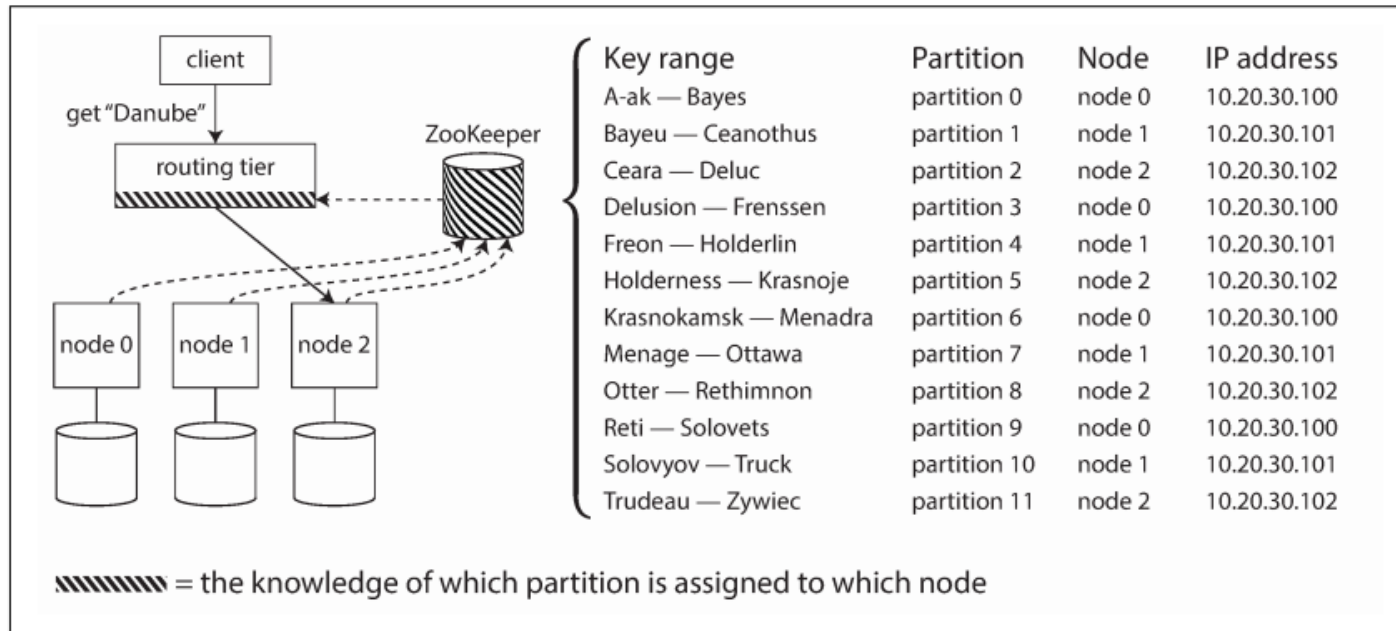 client
get “Danube”
routing tier
ZooKeeper
node 0 node 1 node 2
Key range Partition Node IP address
A-ak — Bayes partition 0 node 0 10.20.30.100
Bayeu — Ceanothus partition 1 node 1 10.20.30.101
Ceara — Deluc partition 2 node 2 10.20.30.102
Delusion — Frenssen partition 3 node 0 10.20.30.100
Freon — Holderlin partition 4 node 1 10.20.30.101
Holderness — Krasnoje partition 5 node 2 10.20.30.102
Krasnokamsk — Menadra partition 6 node 0 10.20.30.100
Menage — Ottawa partition 7 node 1 10.20.30.101
Otter — Rethimnon partition 8 node 2 10.20.30.102
Reti — Solovets partition 9 node 0 10.20.30.100
Solovyov — Truck partition 10 node 1 10.20.30.101
Trudeau — Zywiec partition 11 node 2 10.20.30.102
= the knowledge of which partition is assigned to which node